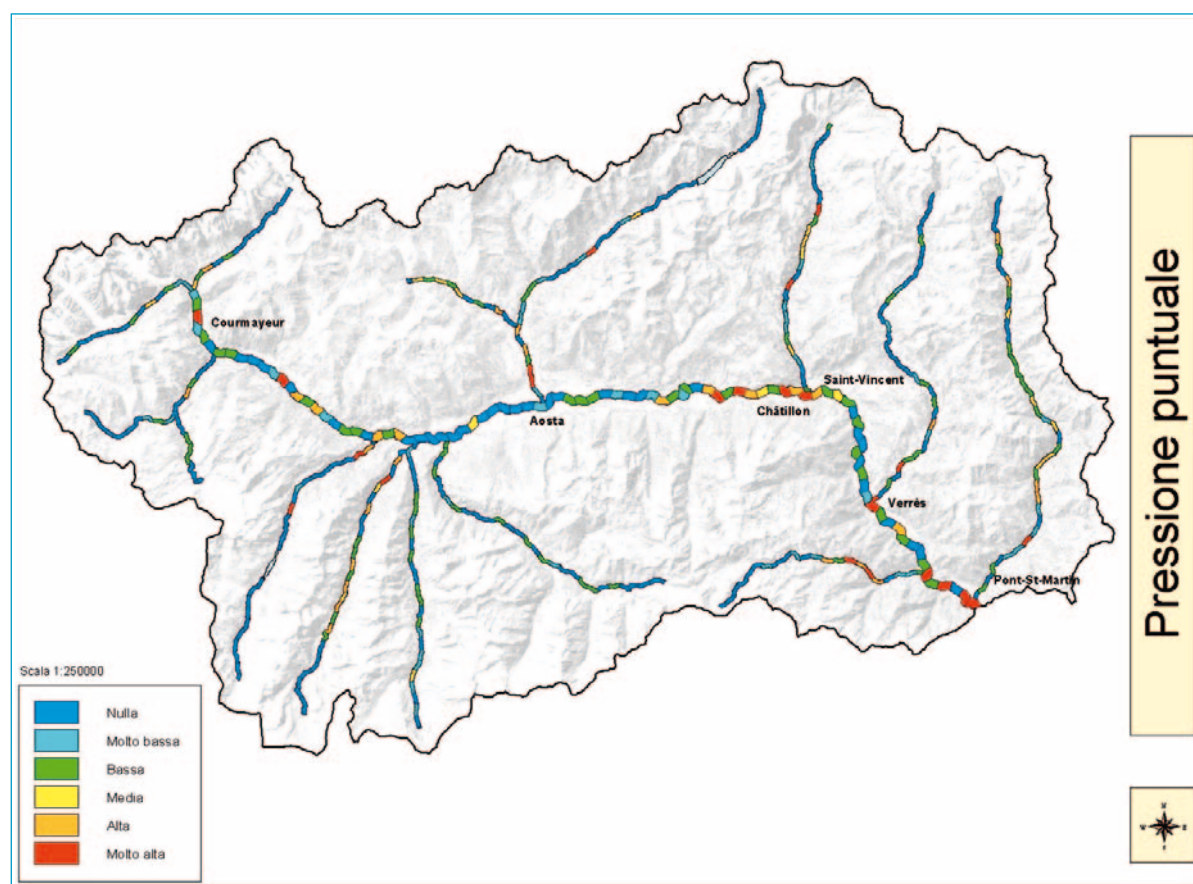 Courmayeur
Aosta
Saint-Vincent
Châtillon
Verrès
Pont-St-Martin
Pressione puntuale
Scala 1:250000
Nulla
Molto bassa
Bassa
Media
Alta
Molto alta
N
W E
S